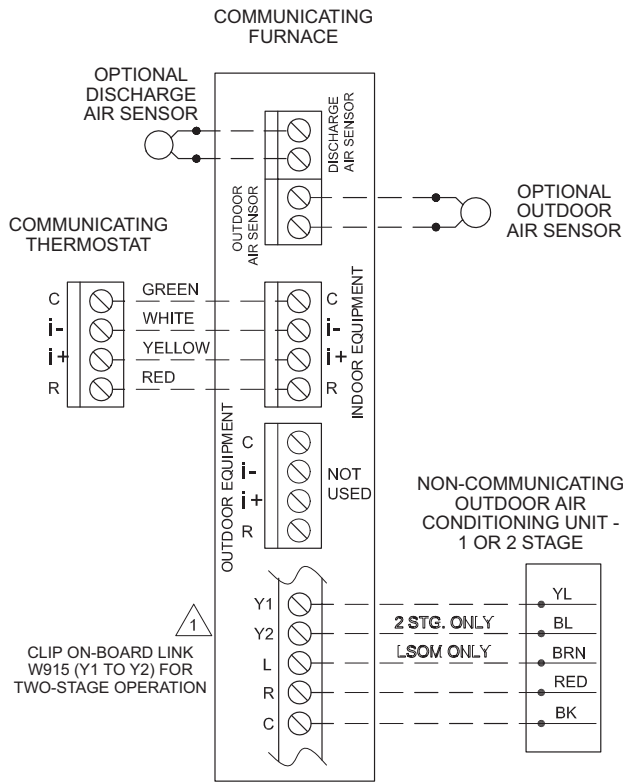 COMMUNICATING
FURNACE
OPTIONAL
DISCHARGE
AIR SENSOR
DISCHARGE
AIR SENSOR
OUTDOOR
AIR SENSOR
OPTIONAL
OUTDOOR
AIR SENSOR
COMMUNICATING
THERMOSTAT
C
i-
i+
R
GREEN
WHITE
YELLOW
RED
C
i-
i+
R
INDOOR EQUIPMENT
OUTDOOR EQUIPMENT
C
i-
i+
R
NOT
USED
NON-COMMUNICATING
OUTDOOR AIR
CONDITIONING UNIT -
1 OR 2 STAGE
1
CLIP ON-BOARD LINK
W915 (Y1 TO Y2) FOR
TWO-STAGE OPERATION
Y1
Y2
L
R
C
2 STG. ONLY
LSOM ONLY
YL
BL
BRN
RED
BK